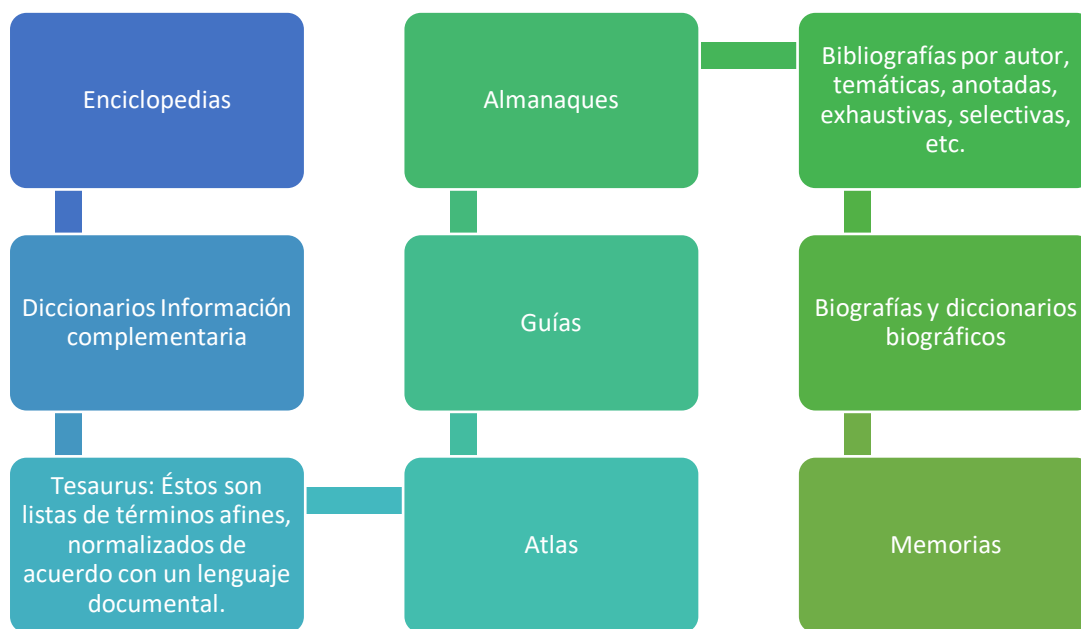 Enciclopedias
Diccionarios Información
complementaria
Tesaurus: Éstos son
listas de términos afines,
normalizados de
acuerdo con un lenguaje
documental.
Atlas
Guías
Almanaques
Bibliografías por autor,
temáticas, anotadas,
exhaustivas, selectivas,
etc.
Biografías y diccionarios
biográficos
Memorias